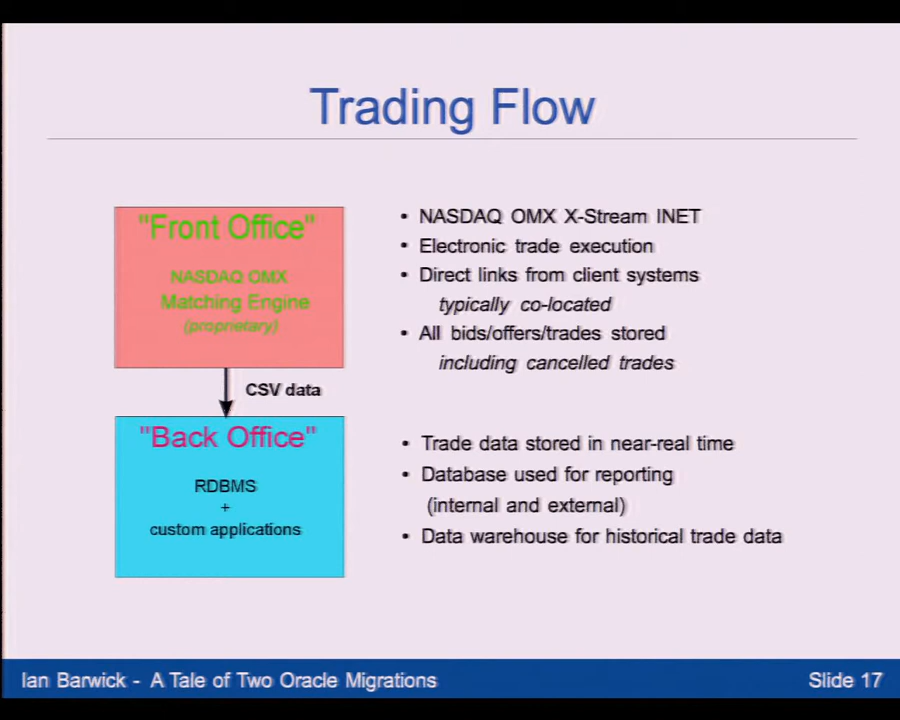 Trading Flow
"Front Office"
NASDAQ OMX
Matching Engine
(proprietary)
CSV data
"Back Office"
RDBMS
+
custom applications
• NASDAQ OMX X-Stream INET
• Electronic trade execution
• Direct links from client systems
typically co-located
• All bids/offers/trades stored
including cancelled trades
• Trade data stored in near-real time
• Database used for reporting
(internal and external)
• Data warehouse for historical trade data
Ian Barwick - A Tale of Two Oracle Migrations
Slide 17